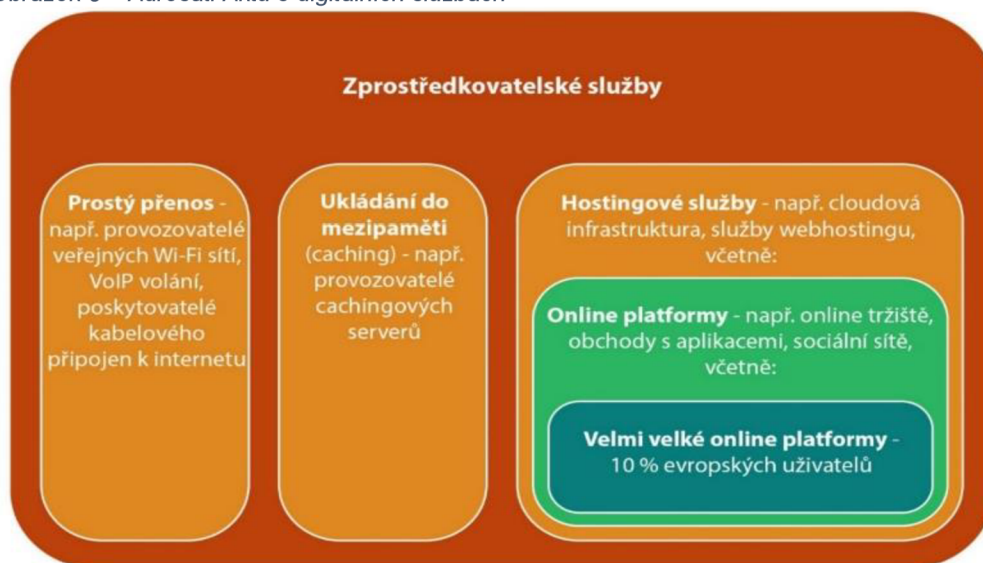 Zprostředkovatelské služby
Prostý přenos -
např. provozovatelé
veřejných Wi-Fi sítí,
VoIP volání,
poskytovatelé
kabelového
připojen k internetu
Ukládání do
mezipaměti
(caching) - např.
provozovatelé
cachingových
serverů
Hostingové služby - např. cloudová
infrastruktura, služby webhostingu,
včetně:
Online platformy - např. online tržiště,
obchody s aplikacemi, sociální sítě,
včetně:
Velmi velké online platformy -
10 % evropských uživatelů